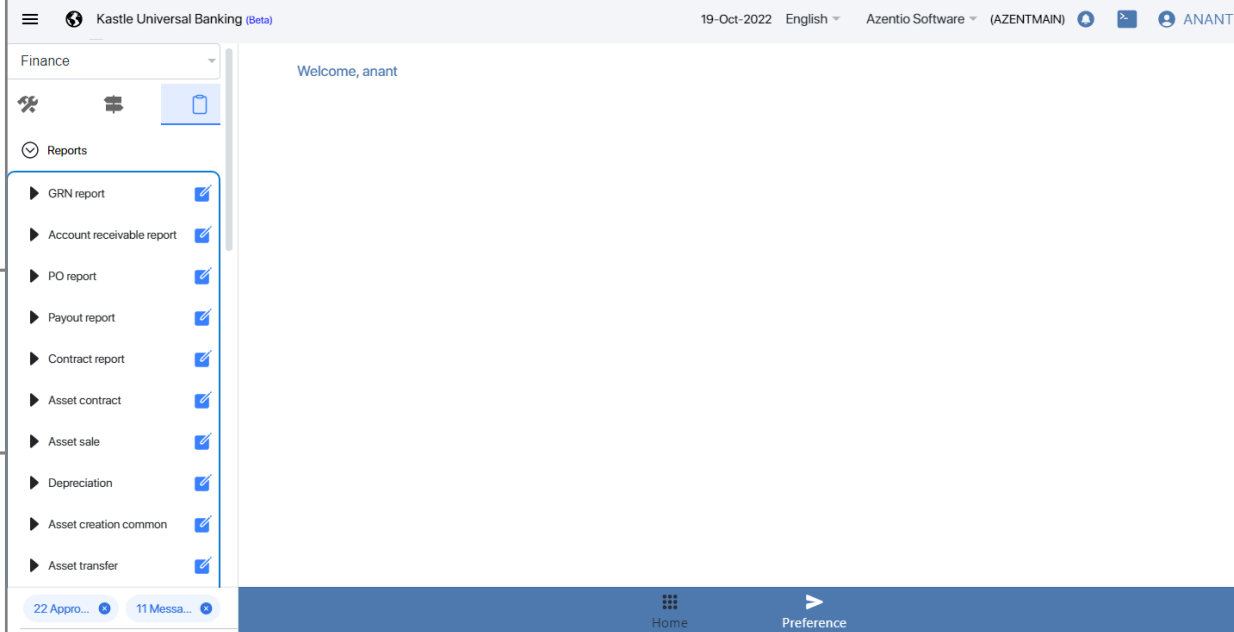 Kastle Universal Banking (Beta)
19-Oct-2022 English Azentio Software (AZENTMAIN) ANANT
Finance
Welcome, anant
Reports
GRN report
Account receivable report
PO report
Payout report
Contract report
Asset contract
Asset sale
Depreciation
Asset creation common
Asset transfer
22 Appro... 11 Messa...
Home
Preference